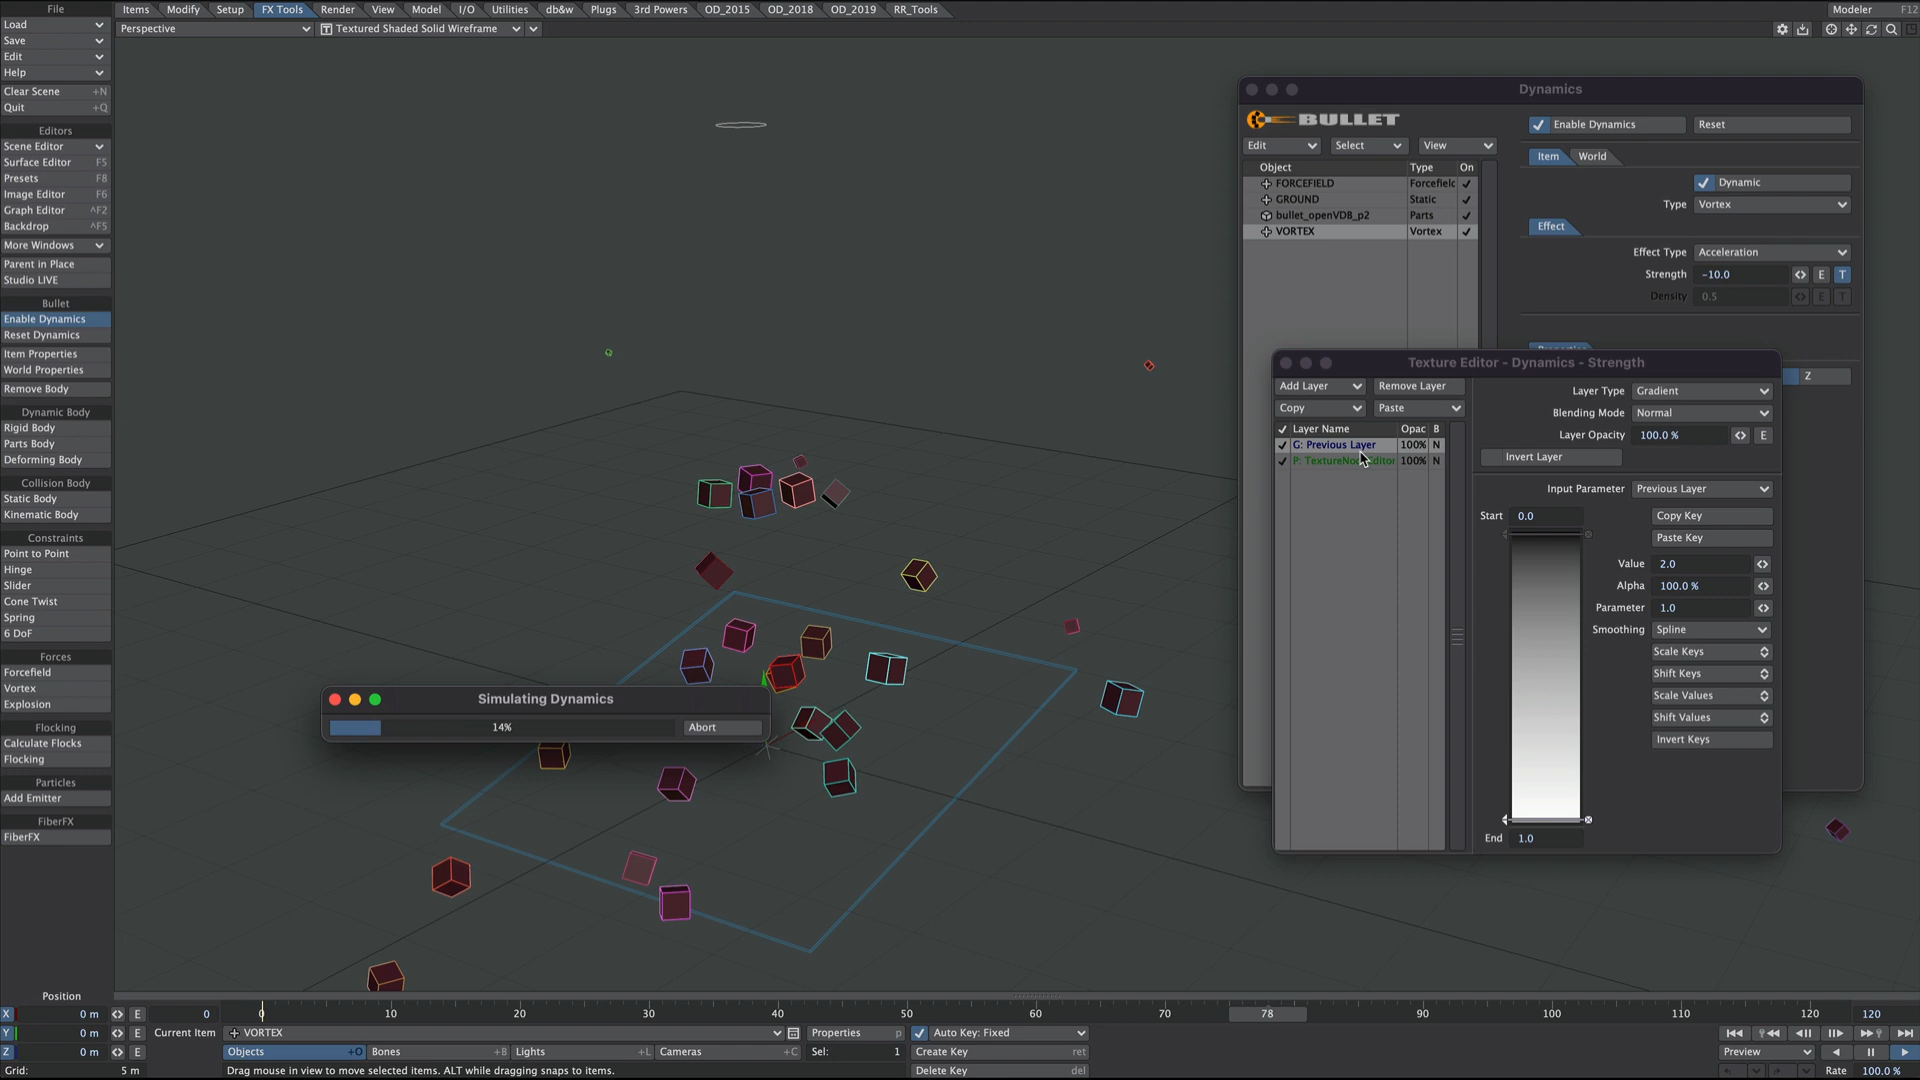 File
Items Modify Setup FX Tools Render View Model I/O Utilities db&w Plugs 3rd Powers OD_2015 OD_2018 OD_2019 RR_Tools
Modeler F12
Load
Save
Edit
Help
Clear Scene +N
Quit +Q
Editors
Scene Editor
Surface Editor F5
Presets F8
Image Editor F6
Graph Editor ^F2
Backdrop ^F5
More Windows
Parent in Place
Studio LIVE
Bullet
Enable Dynamics
Reset Dynamics
Item Properties
World Properties
Remove Body
Dynamic Body
Rigid Body
Parts Body
Deforming Body
Collision Body
Static Body
Kinematic Body
Constraints
Point to Point
Hinge
Slider
Cone Twist
Spring
6 DoF
Forces
Forcefield
Vortex
Explosion
Flocking
Calculate Flocks
Flocking
Particles
Add Emitter
FiberFX
FiberFX
Perspective
T Textured Shaded Solid Wireframe
Dynamics
BULLET
Edit Select View
Object Type On
FORCEFIELD Forcefielc
GROUND Static
bullet_openVDB_p2 Parts
VORTEX Vortex
Enable Dynamics Reset
Item World
Dynamic
Type Vortex
Effect
Effect Type Acceleration
Strength -10.0 E T
Density 0.5 E T
Z
Texture Editor - Dynamics - Strength
Add Layer Remove Layer
Copy Paste
Layer Name Opac B
G: Previous Layer 100% N
100% N
Layer Type Gradient
Blending Mode Normal
Layer Opacity 100.0 % E
Invert Layer
Input Parameter Previous Layer
Start 0.0
Copy Key
Paste Key
Value 2.0
Alpha 100.0 %
Parameter 1.0
Smoothing Spline
Scale Keys
Shift Keys
Scale Values
Shift Values
Invert Keys
End 1.0
Simulating Dynamics
14% Abort
Position
X 0 m E
Y 0 m E
Z 0 m E
Grid: 5 m
0 0 10 20 30 40 50 60 70 78 90 100 110 120 120
Current Item VORTEX Properties p Auto Key: Fixed
Objects +O Bones +B Lights +L Cameras +C Sel: 1 Create Key ret
Drag mouse in view to move selected items. ALT while dragging snaps to items.
Delete Key del
Preview
Rate 100.0 %